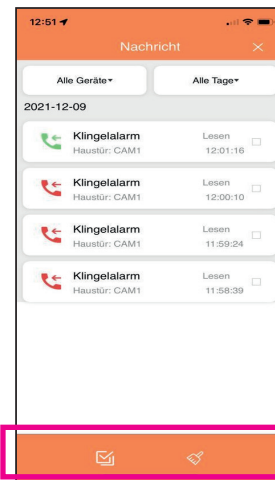 12:51
Nachricht
Alle Geräte
Alle Tage
2021-12-09
Klingelalarm Lesen
Haustür: CAM1 12:01:16
Klingelalarm Lesen
Haustür: CAM1 12:00:10
Klingelalarm Lesen
Haustür: CAM1 11:59:24
Klingelalarm Lesen
Haustür: CAM1 11:58:39